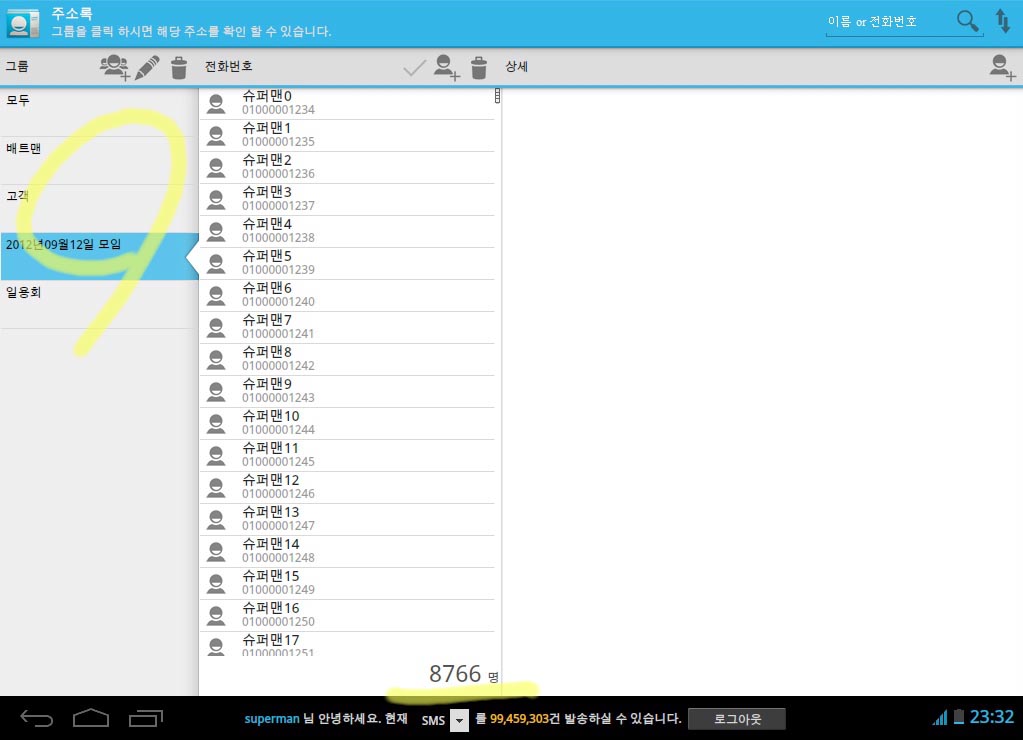 주소록
그룹을 클릭 하시면 해당 주소를 확인 할 수 있습니다.
이름 or 전화번호
그룹
전화번호
상세
모두
배트맨
고객
2012년09월12일 모임
일용회
9
슈퍼맨0
01000001234
슈퍼맨1
01000001235
슈퍼맨2
01000001236
슈퍼맨3
01000001237
슈퍼맨4
01000001238
슈퍼맨5
01000001239
슈퍼맨6
01000001240
슈퍼맨7
01000001241
슈퍼맨8
01000001242
슈퍼맨9
01000001243
슈퍼맨10
01000001244
슈퍼맨11
01000001245
슈퍼맨12
01000001246
슈퍼맨13
01000001247
슈퍼맨14
01000001248
슈퍼맨15
01000001249
슈퍼맨16
01000001250
슈퍼맨17
01000001251
8766 명
superman 님 안녕하세요. 현재 SMS 를 99,459,303건 발송하실 수 있습니다.
로그아웃
23:32